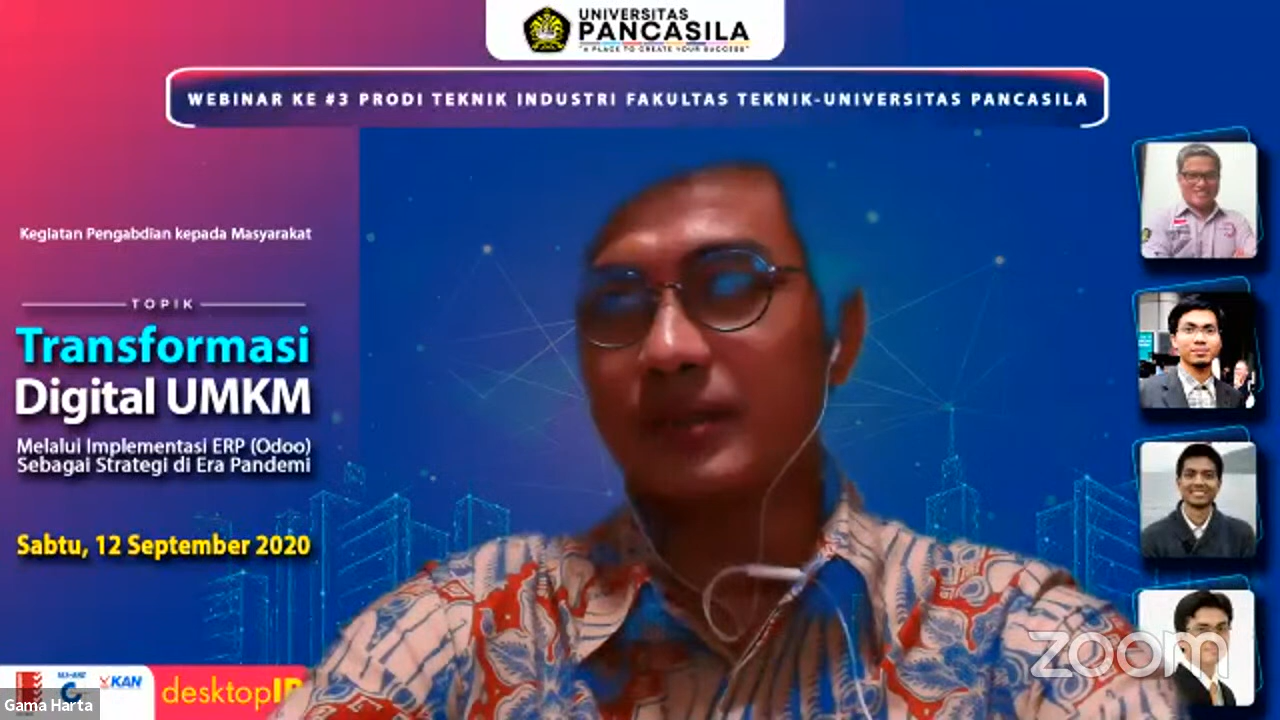 UNIVERSITAS
PANCASILA
"A PLACE TO CREATE YOUR SUCCESS"
WEBINAR KE #3 PRODI TEKNIK INDUSTRI FAKULTAS TEKNIK-UNIVERSITAS PANCASILA
Kegiatan Pengabdian kepada Masyarakat
TOPIK
Transformasi
Digital UMKM
Melalui Implementasi ERP (Odoo)
Sebagai Strategi di Era Pandemi
Sabtu, 12 September 2020
KAN
desktopIP
Gama Harta
zoom